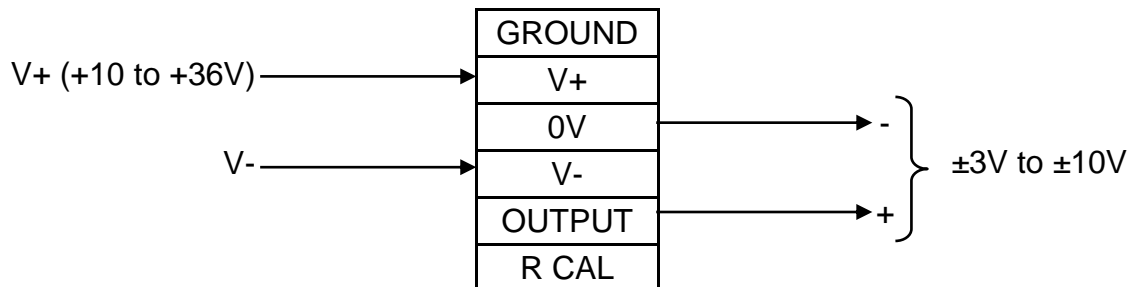 GROUND
V+ (+10 to +36V)
V+
0V
-
V-
V-
±3V to ±10V
OUTPUT
+
R CAL